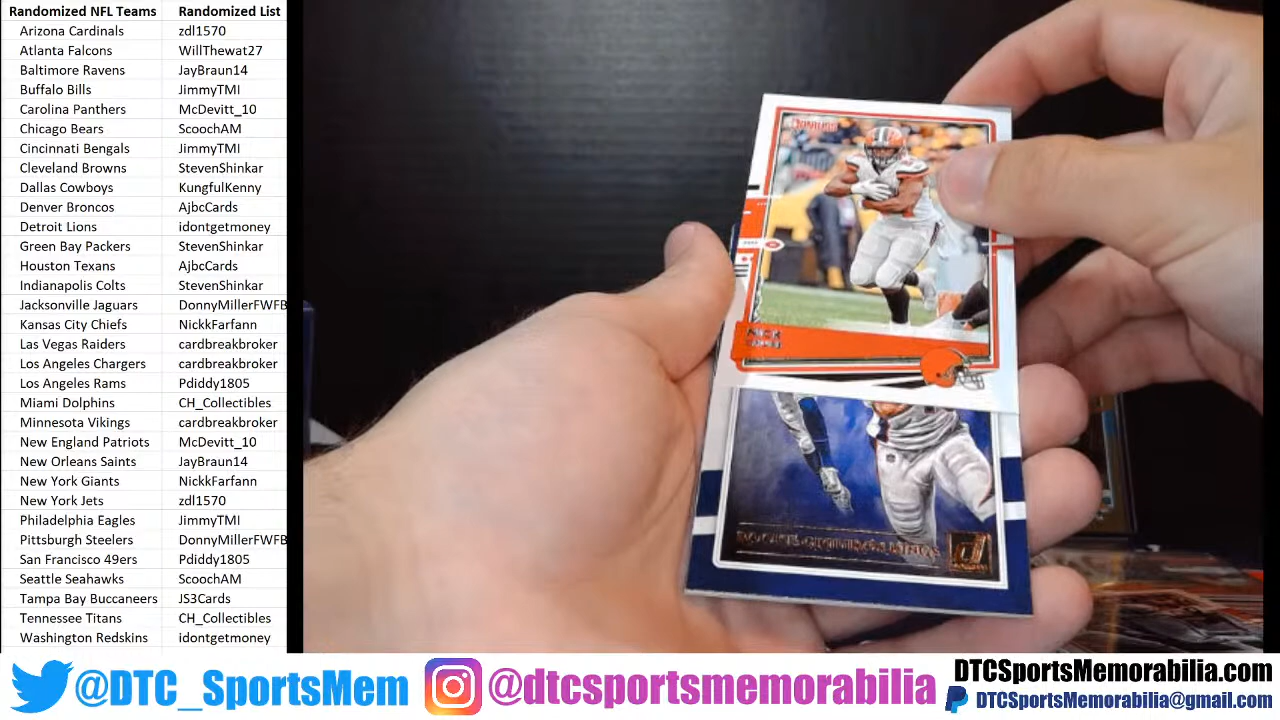 Randomized NFL Teams Randomized List
Arizona Cardinals zdl1570
Atlanta Falcons WillThewat27
Baltimore Ravens JayBraun14
Buffalo Bills JimmyTMI
Carolina Panthers McDevitt_10
Chicago Bears ScoochAM
Cincinnati Bengals JimmyTMI
Cleveland Browns StevenShinkar
Dallas Cowboys KungfulKenny
Denver Broncos AjbcCards
Detroit Lions idontgetmoney
Green Bay Packers StevenShinkar
Houston Texans AjbcCards
Indianapolis Colts StevenShinkar
Jacksonville Jaguars DonnyMillerFWFB
Kansas City Chiefs NickkFarfann
Las Vegas Raiders cardbreakbroker
Los Angeles Chargers cardbreakbroker
Los Angeles Rams Pdiddy1805
Miami Dolphins CH_Collectibles
Minnesota Vikings cardbreakbroker
New England Patriots McDevitt_10
New Orleans Saints JayBraun14
New York Giants NickkFarfann
New York Jets zdl1570
Philadelphia Eagles JimmyTMI
Pittsburgh Steelers DonnyMillerFWFB
San Francisco 49ers Pdiddy1805
Seattle Seahawks ScoochAM
Tampa Bay Buccaneers JS3Cards
Tennessee Titans CH_Collectibles
Washington Redskins idontgetmoney
Donruss
NICK
@DTC_SportsMem
@dtcsportsmemorabilia
DTCSportsMemorabilia.com
DTCSportsMemorabilia@gmail.com